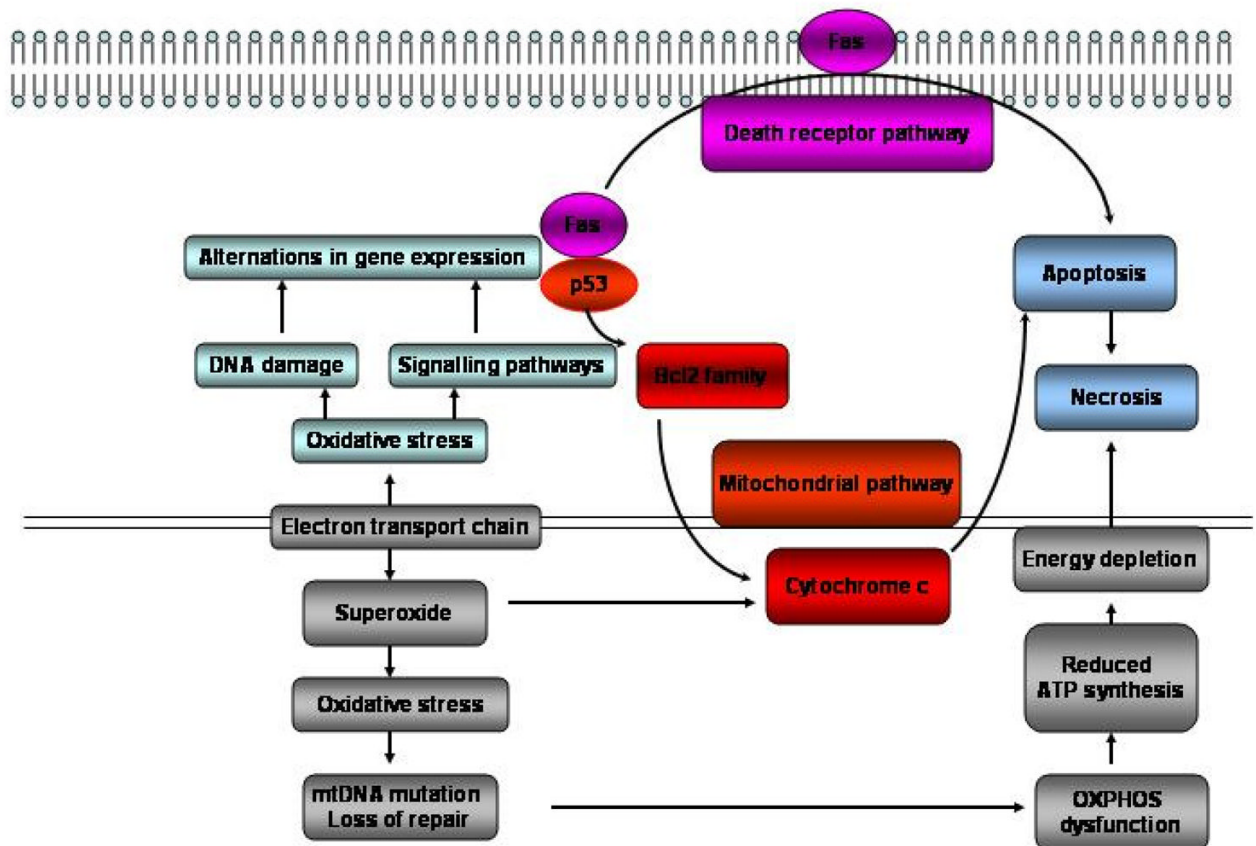 Fas
Death receptor pathway
Fas
Alternations in gene expression
p53
Apoptosis
DNA damage
Signalling pathways
Bcl2 family
Necrosis
Oxidative stress
Mitochondrial pathway
Electron transport chain
Energy depletion
Cytochrome c
Superoxide
Reduced
ATP synthesis
Oxidative stress
mtDNA mutation
Loss of repair
OXPHOS
dysfunction